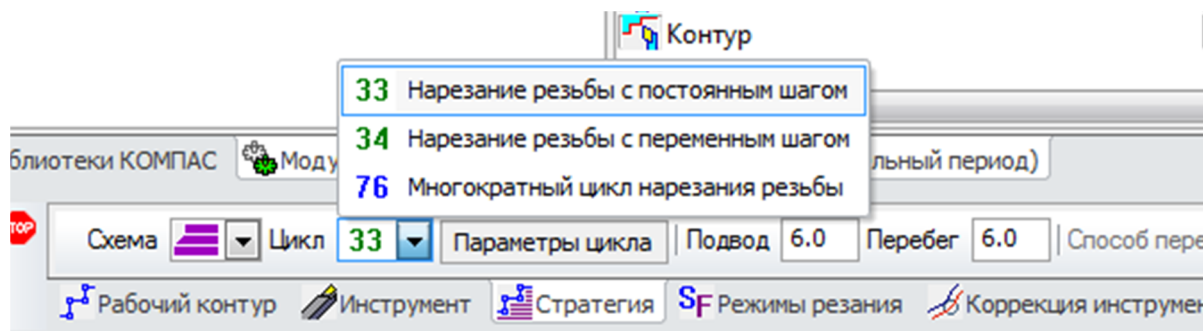 Контур
33 Нарезание резьбы с постоянным шагом
34 Нарезание резьбы с переменным шагом
76 Многократный цикл нарезания резьбы
блиотеки КОМПАС Моду льный период)
TOP Схема Цикл 33 Параметры цикла Подвод 6.0 Перебег 6.0 Способ пере
Рабочий контур Инструмент Стратегия SF Режимы резания Коррекция инструмен